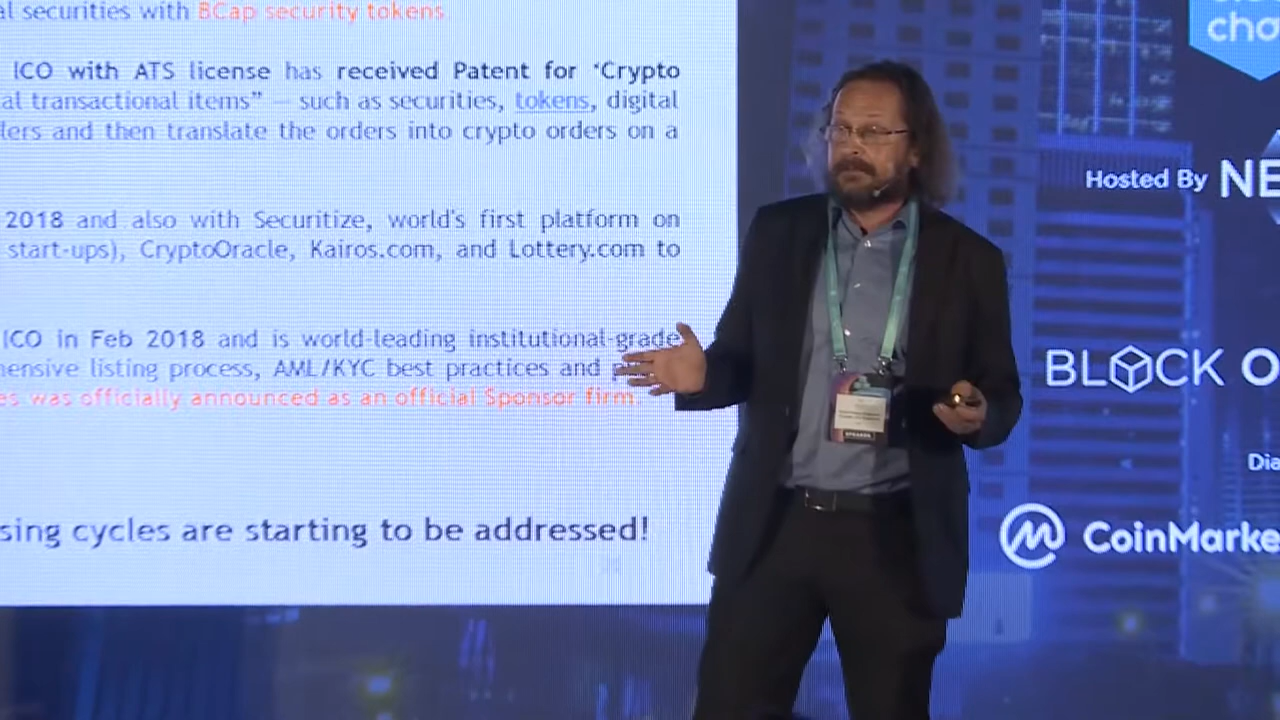 al securities with BCap security tokens
ICO with ATS license has received Patent for "Crypto
al transactional items" – such as securities, tokens, digital
lers and then translate the orders into crypto orders on a
2018 and also with Securitize, world's first platform on
start-ups), CryptoOracle, Kairos.com, and Lottery.com to
ICO in Feb 2018 and is world-leading institutional-grade
hensive listing process, AML/KYC best practices and
es was officially announced as an official Sponsor firm.
sing cycles are starting to be addressed!
cho
Hosted By NE
BLOCK O
Dia
CoinMarke
SPEAKER